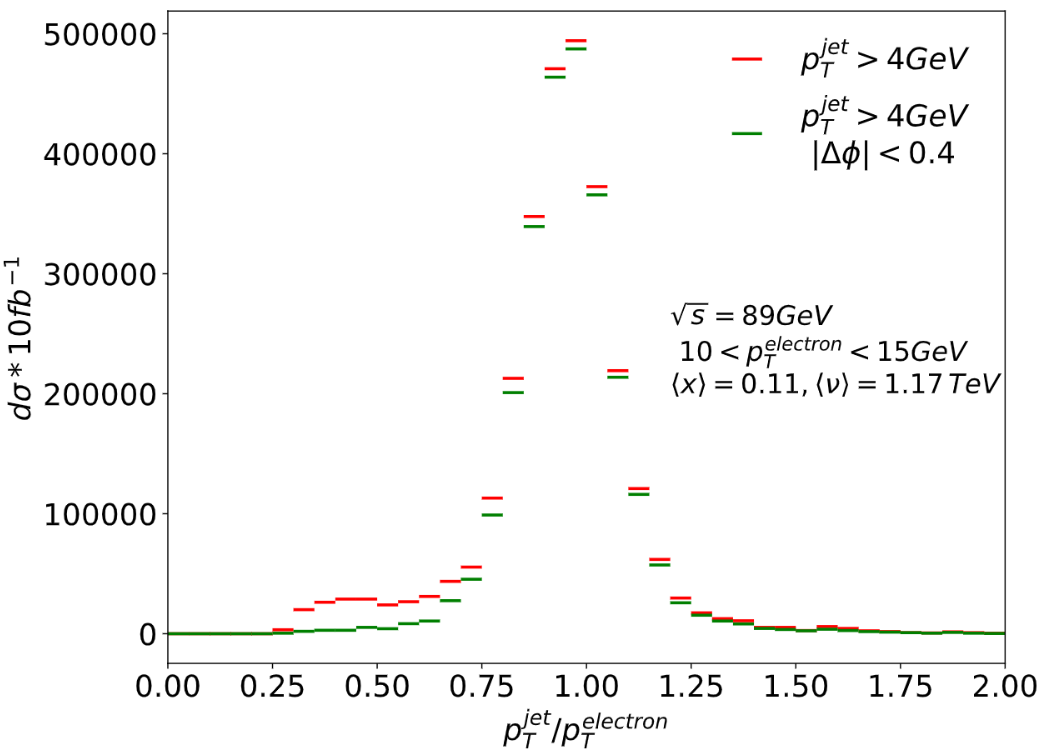 500000
400000
300000
200000
100000
0
dσ* 10fb⁻¹
p_T^{jet} > 4GeV
p_T^{jet} > 4GeV
|Δϕ| < 0.4
√s = 89GeV
10 < p_T^{electron} < 15GeV
⟨x⟩ = 0.11, ⟨ν⟩ = 1.17 TeV
0.00 0.25 0.50 0.75 1.00 1.25 1.50 1.75 2.00
p_T^{jet}/p_T^{electron}